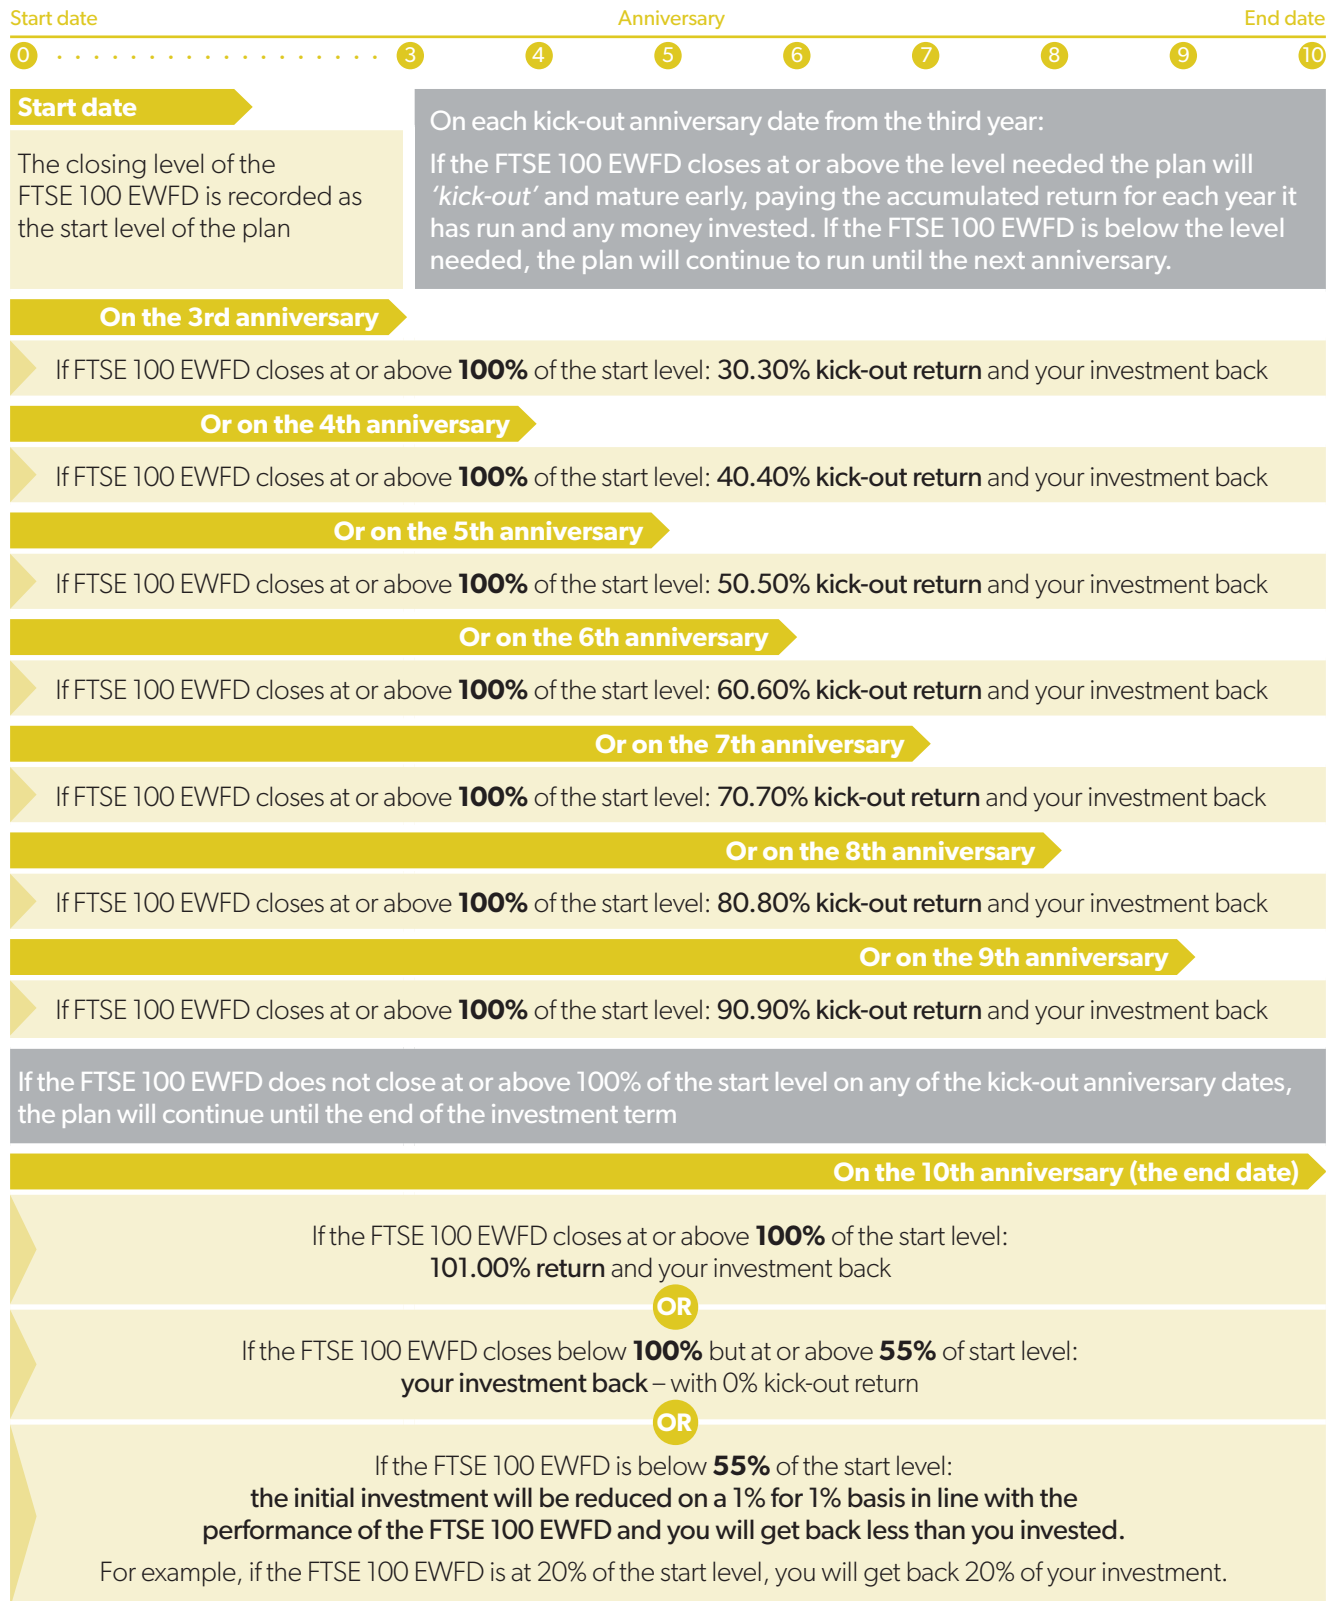 Start date Anniversary End date
0 3 4 5 6 7 8 9 10
Start date
The closing level of the
FTSE 100 EWFD is recorded as
the start level of the plan
On each kick-out anniversary date from the third year:
If the FTSE 100 EWFD closes at or above the level needed the plan will
‘kick-out’ and mature early, paying the accumulated return for each year it
has run and any money invested. If the FTSE 100 EWFD is below the level
needed, the plan will continue to run until the next anniversary.
On the 3rd anniversary
If FTSE 100 EWFD closes at or above 100% of the start level: 30.30% kick-out return and your investment back
Or on the 4th anniversary
If FTSE 100 EWFD closes at or above 100% of the start level: 40.40% kick-out return and your investment back
Or on the 5th anniversary
If FTSE 100 EWFD closes at or above 100% of the start level: 50.50% kick-out return and your investment back
Or on the 6th anniversary
If FTSE 100 EWFD closes at or above 100% of the start level: 60.60% kick-out return and your investment back
Or on the 7th anniversary
If FTSE 100 EWFD closes at or above 100% of the start level: 70.70% kick-out return and your investment back
Or on the 8th anniversary
If FTSE 100 EWFD closes at or above 100% of the start level: 80.80% kick-out return and your investment back
Or on the 9th anniversary
If FTSE 100 EWFD closes at or above 100% of the start level: 90.90% kick-out return and your investment back
If the FTSE 100 EWFD does not close at or above 100% of the start level on any of the kick-out anniversary dates,
the plan will continue until the end of the investment term
On the 10th anniversary (the end date)
If the FTSE 100 EWFD closes at or above 100% of the start level:
101.00% return and your investment back
OR
If the FTSE 100 EWFD closes below 100% but at or above 55% of start level:
your investment back – with 0% kick-out return
OR
If the FTSE 100 EWFD is below 55% of the start level:
the initial investment will be reduced on a 1% for 1% basis in line with the
performance of the FTSE 100 EWFD and you will get back less than you invested.
For example, if the FTSE 100 EWFD is at 20% of the start level, you will get back 20% of your investment.